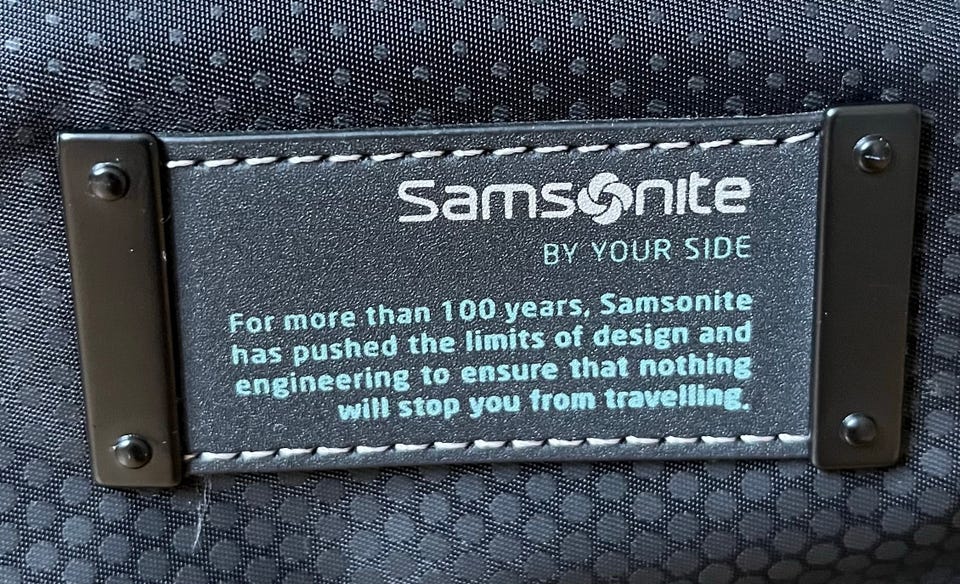 Samsonite
BY YOUR SIDE
For more than 100 years, Samsonite
has pushed the limits of design and
engineering to ensure that nothing
will stop you from travelling.